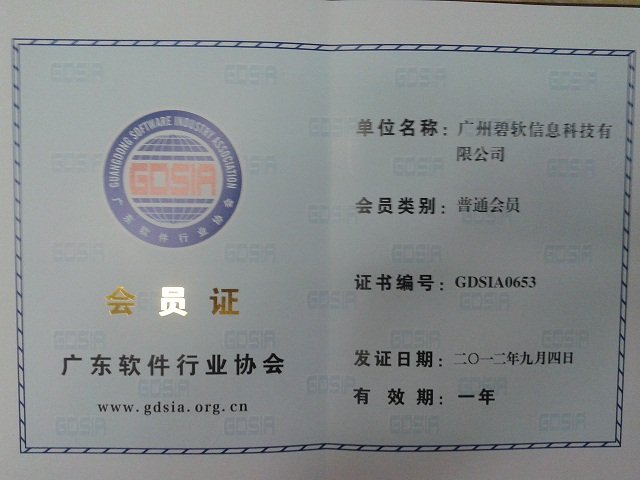 GUANGDONG SOFTWARE INDUSTRY ASSOCIATION
GDSIA
广东软件行业协会
会员证
广东软件行业协会
www.gdsia.org.cn
单位名称：广州碧软信息科技有
限公司
会员类别：普通会员
证书编号：GDSIA0653
发证日期：二〇一二年九月四日
有效期：一年